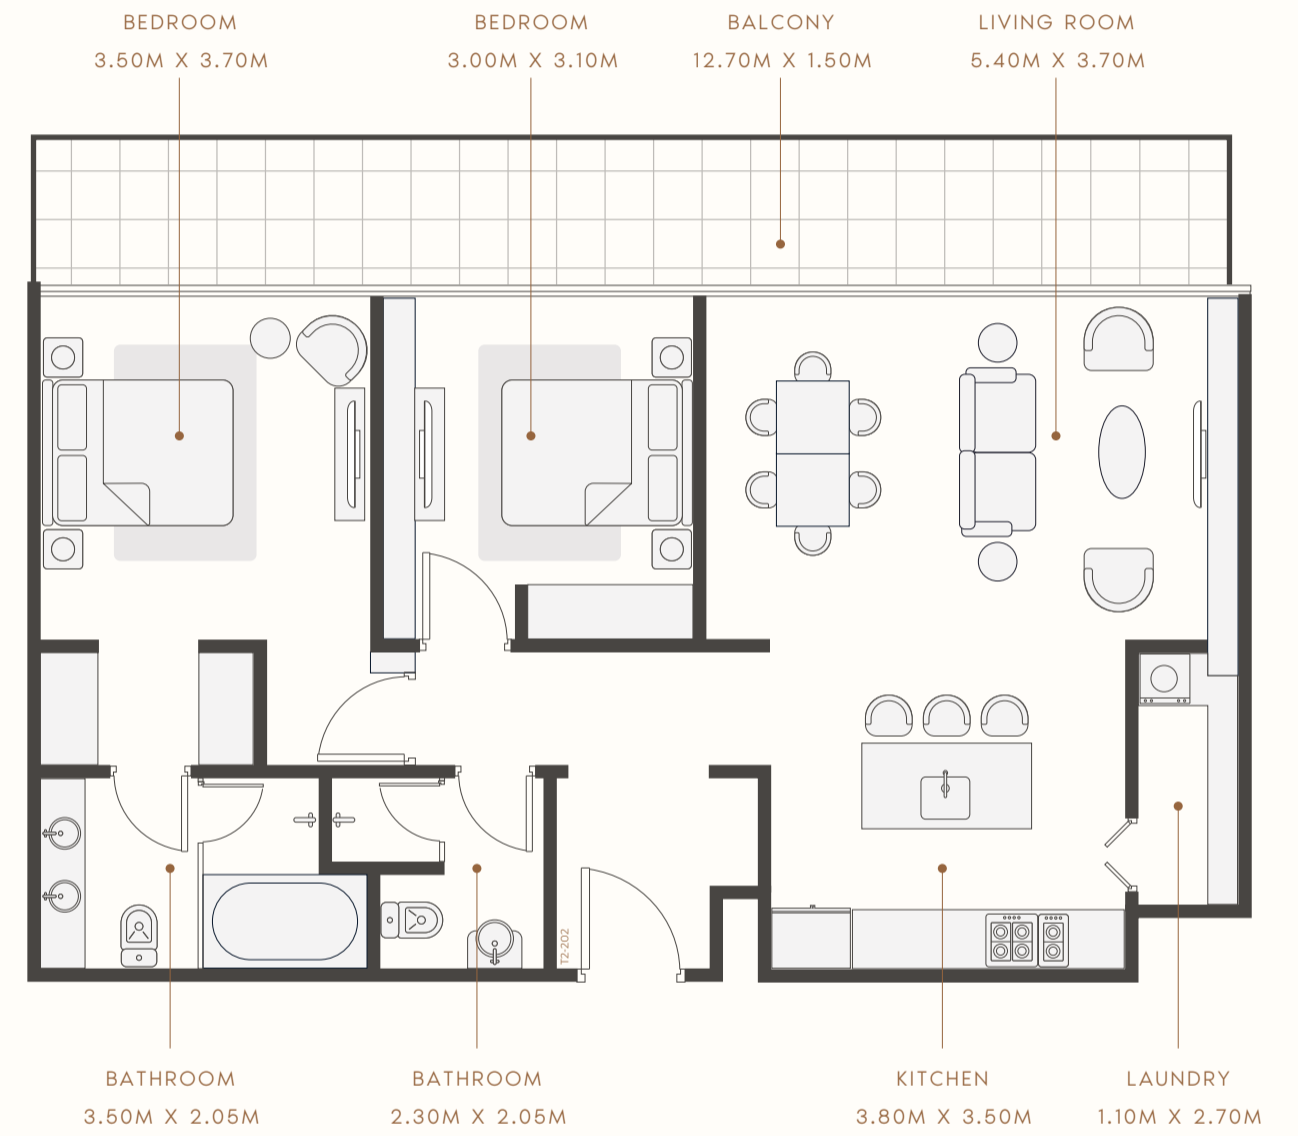 BEDROOM
3.50M X 3.70M
BEDROOM
3.00M X 3.10M
BALCONY
12.70M X 1.50M
LIVING ROOM
5.40M X 3.70M
T2-202
BATHROOM
3.50M X 2.05M
BATHROOM
2.30M X 2.05M
KITCHEN
3.80M X 3.50M
LAUNDRY
1.10M X 2.70M